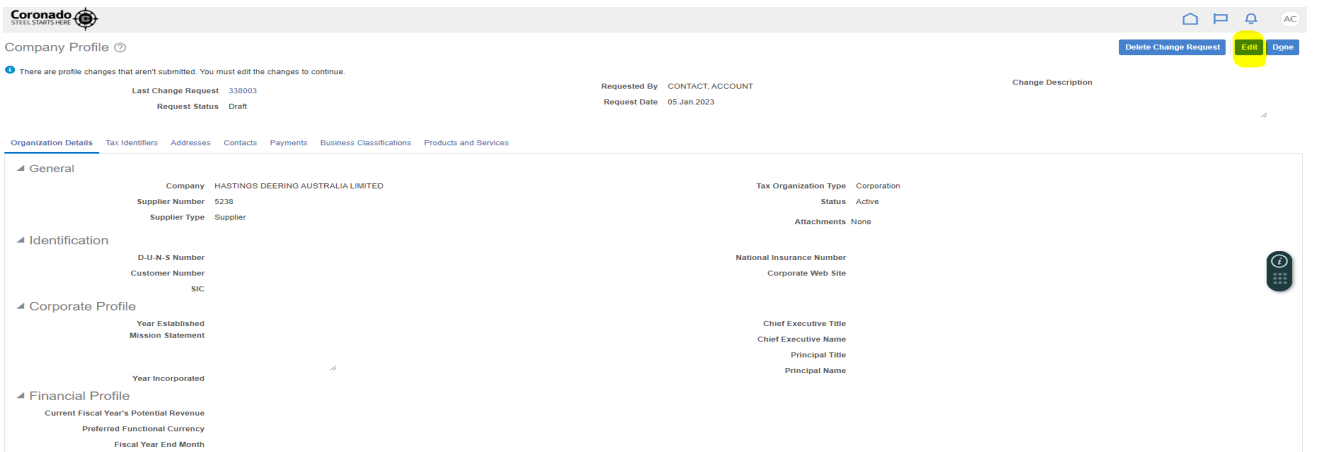 Coronado
STEEL STARTS HERE
AC
Company Profile
Delete Change Request Edit Done
There are profile changes that aren't submitted. You must edit the changes to continue.
Last Change Request 338003
Request Status Draft
Requested By CONTACT, ACCOUNT
Request Date 05.Jan.2023
Change Description
Organization Details Tax Identifiers Addresses Contacts Payments Business Classifications Products and Services
General
Company HASTINGS DEERING AUSTRALIA LIMITED
Supplier Number 5238
Supplier Type Supplier
Tax Organization Type Corporation
Status Active
Attachments None
Identification
D-U-N-S Number
Customer Number
SIC
National Insurance Number
Corporate Web Site
Corporate Profile
Year Established
Mission Statement
Year Incorporated
Chief Executive Title
Chief Executive Name
Principal Title
Principal Name
Financial Profile
Current Fiscal Year's Potential Revenue
Preferred Functional Currency
Fiscal Year End Month